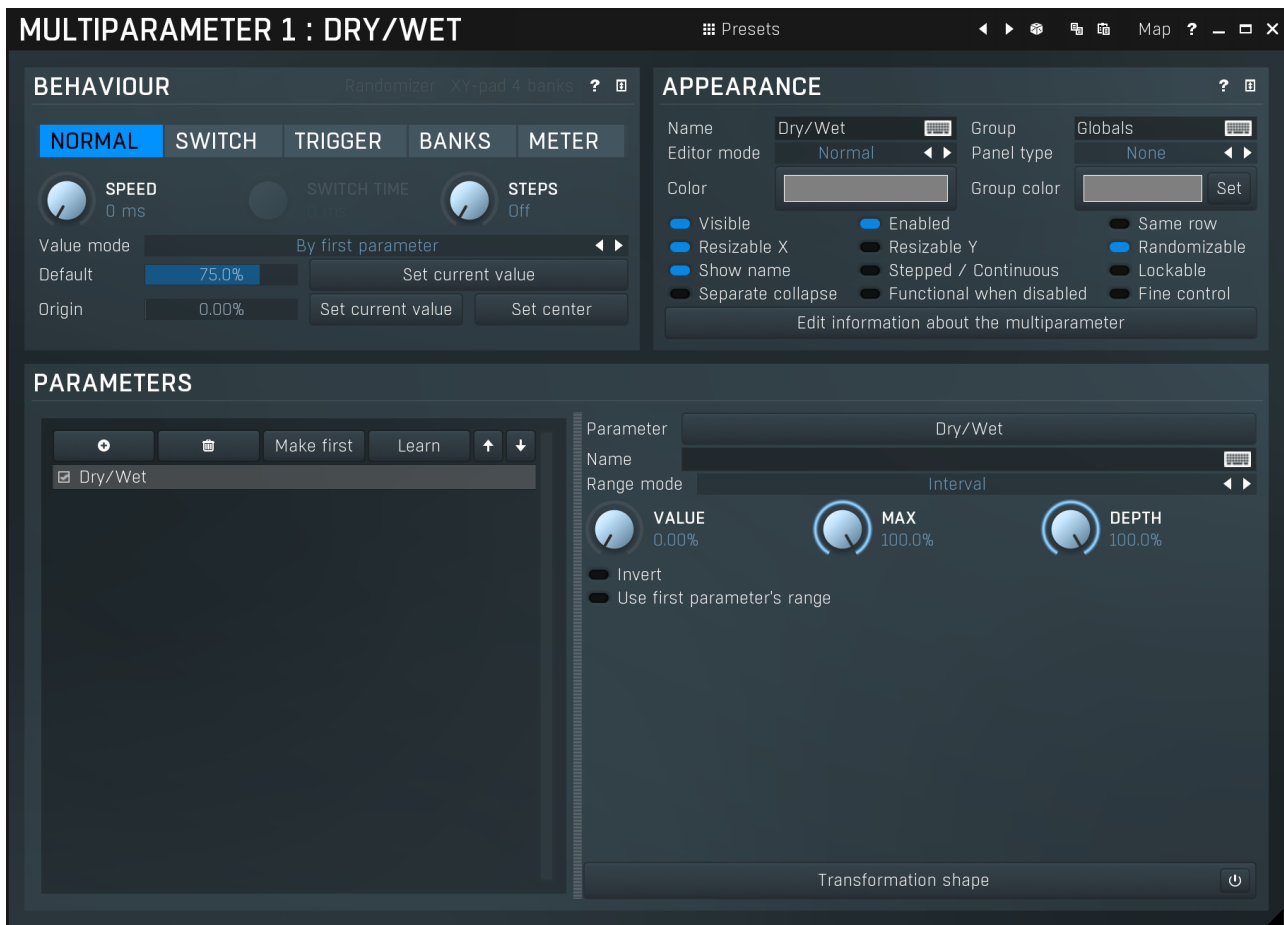 MULTIPARAMETER 1 : DRY/WET Presets Map ?
BEHAVIOUR Randomizer XY-pad 4 banks ?
NORMAL SWITCH TRIGGER BANKS METER
SPEED
0 ms
SWITCH TIME
STEPS
Off
Value mode By first parameter
Default 75.0% Set current value
Origin 0.00% Set current value Set center
APPEARANCE ?
Name Dry/Wet Group Globals
Editor mode Normal Panel type None
Color Group color Set
Visible Enabled Same row
Resizable X Resizable Y Randomizable
Show name Stepped / Continuous Lockable
Separate collapse Functional when disabled Fine control
Edit information about the multiparameter
PARAMETERS
Make first Learn
Dry/Wet
Parameter Dry/Wet
Name
Range mode Interval
VALUE
0.00%
MAX
100.0%
DEPTH
100.0%
Invert
Use first parameter's range
Transformation shape